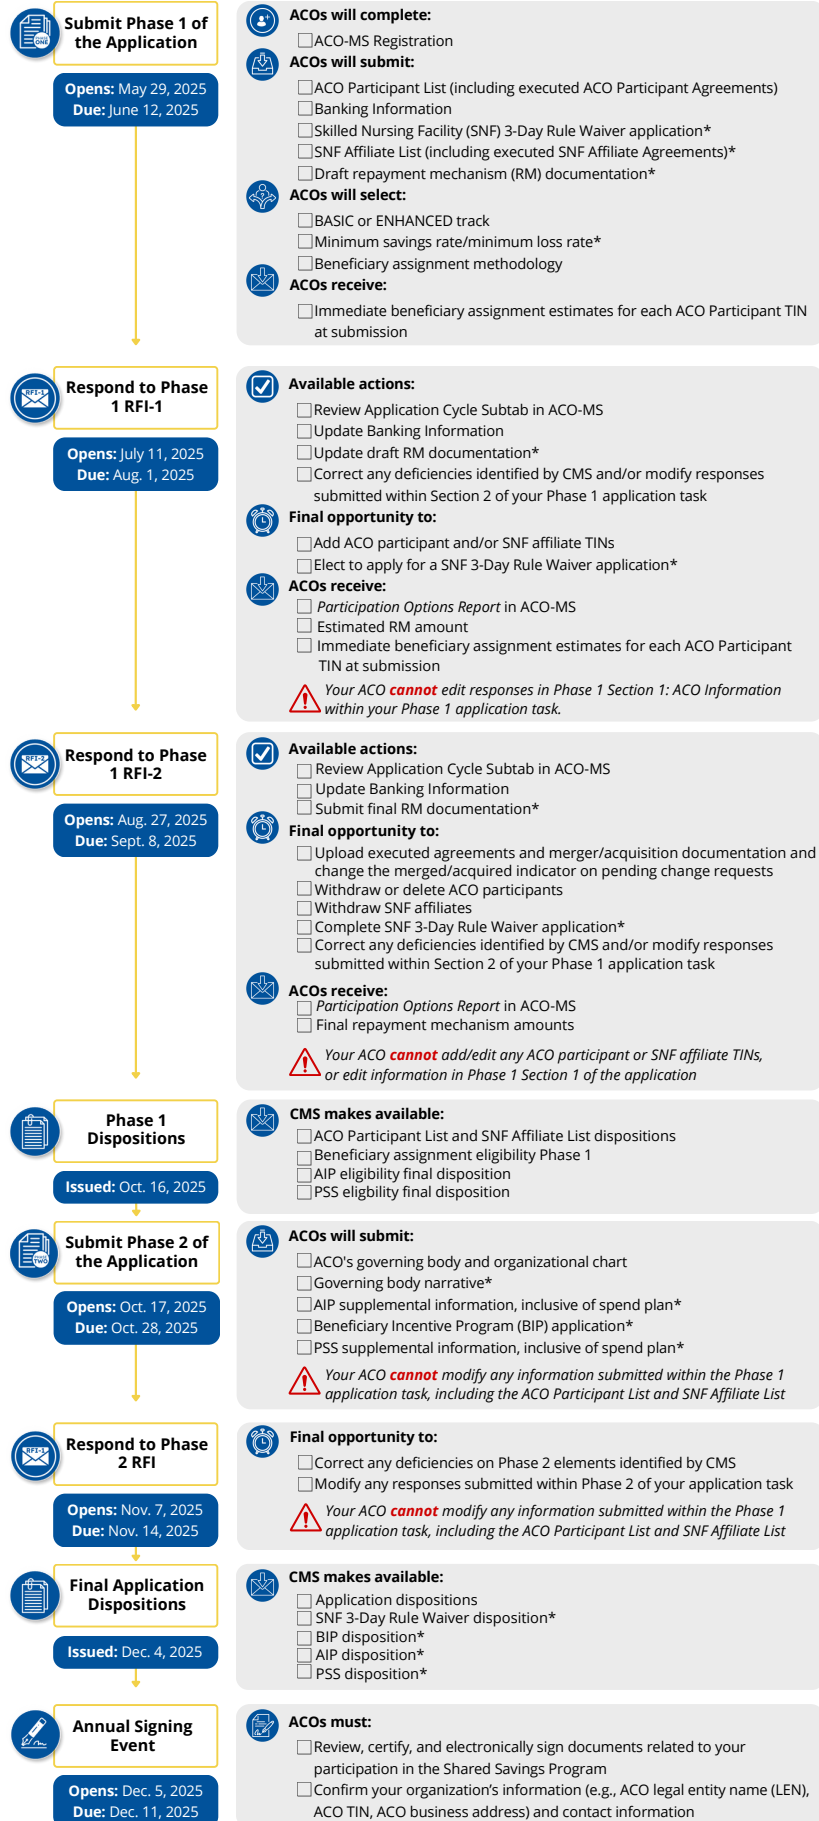 Submit Phase 1 of
the Application
Opens: May 29, 2025
Due: June 12, 2025
ACOs will complete:
ACO-MS Registration
ACOs will submit:
ACO Participant List (including executed ACO Participant Agreements)
Banking Information
Skilled Nursing Facility (SNF) 3-Day Rule Waiver application*
SNF Affiliate List (including executed SNF Affiliate Agreements)*
Draft repayment mechanism (RM) documentation*
ACOs will select:
BASIC or ENHANCED track
Minimum savings rate/minimum loss rate*
Beneficiary assignment methodology
ACOs receive:
Immediate beneficiary assignment estimates for each ACO Participant TIN
at submission
RFI-1
Respond to Phase
1 RFI-1
Opens: July 11, 2025
Due: Aug. 1, 2025
Available actions:
Review Application Cycle Subtab in ACO-MS
Update Banking Information
Update draft RM documentation*
Correct any deficiencies identified by CMS and/or modify responses
submitted within Section 2 of your Phase 1 application task
Final opportunity to:
Add ACO participant and/or SNF affiliate TINs
Elect to apply for a SNF 3-Day Rule Waiver application*
ACOs receive:
Participation Options Report in ACO-MS
Estimated RM amount
Immediate beneficiary assignment estimates for each ACO Participant
TIN at submission
Your ACO cannot edit responses in Phase 1 Section 1: ACO Information
within your Phase 1 application task.
RFI-2
Respond to Phase
1 RFI-2
Opens: Aug. 27, 2025
Due: Sept. 8, 2025
Available actions:
Review Application Cycle Subtab in ACO-MS
Update Banking Information
Submit final RM documentation*
Final opportunity to:
Upload executed agreements and merger/acquisition documentation and
change the merged/acquired indicator on pending change requests
Withdraw or delete ACO participants
Withdraw SNF affiliates
Complete SNF 3-Day Rule Waiver application*
Correct any deficiencies identified by CMS and/or modify responses
submitted within Section 2 of your Phase 1 application task
ACOs receive:
Participation Options Report in ACO-MS
Final repayment mechanism amounts
Your ACO cannot add/edit any ACO participant or SNF affiliate TINs,
or edit information in Phase 1 Section 1 of the application
Phase 1
Dispositions
Issued: Oct. 16, 2025
CMS makes available:
ACO Participant List and SNF Affiliate List dispositions
Beneficiary assignment eligibility Phase 1
AIP eligibility final disposition
PSS eligbility final disposition
PHASE
TWO
Submit Phase 2 of
the Application
Opens: Oct. 17, 2025
Due: Oct. 28, 2025
ACOs will submit:
ACO's governing body and organizational chart
Governing body narrative*
AIP supplemental information, inclusive of spend plan*
Beneficiary Incentive Program (BIP) application*
PSS supplemental information, inclusive of spend plan*
Your ACO cannot modify any information submitted within the Phase 1
application task, including the ACO Participant List and SNF Affiliate List
RFI-1
Respond to Phase
2 RFI
Opens: Nov. 7, 2025
Due: Nov. 14, 2025
Final opportunity to:
Correct any deficiencies on Phase 2 elements identified by CMS
Modify any responses submitted within Phase 2 of your application task
Your ACO cannot modify any information submitted within the Phase 1
application task, including the ACO Participant List and SNF Affiliate List
Final Application
Dispositions
Issued: Dec. 4, 2025
CMS makes available:
Application dispositions
SNF 3-Day Rule Waiver disposition*
BIP disposition*
AIP disposition*
PSS disposition*
Annual Signing
Event
Opens: Dec. 5, 2025
Due: Dec. 11, 2025
ACOs must:
Review, certify, and electronically sign documents related to your
participation in the Shared Savings Program
Confirm your organization’s information (e.g., ACO legal entity name (LEN),
ACO TIN, ACO business address) and contact information